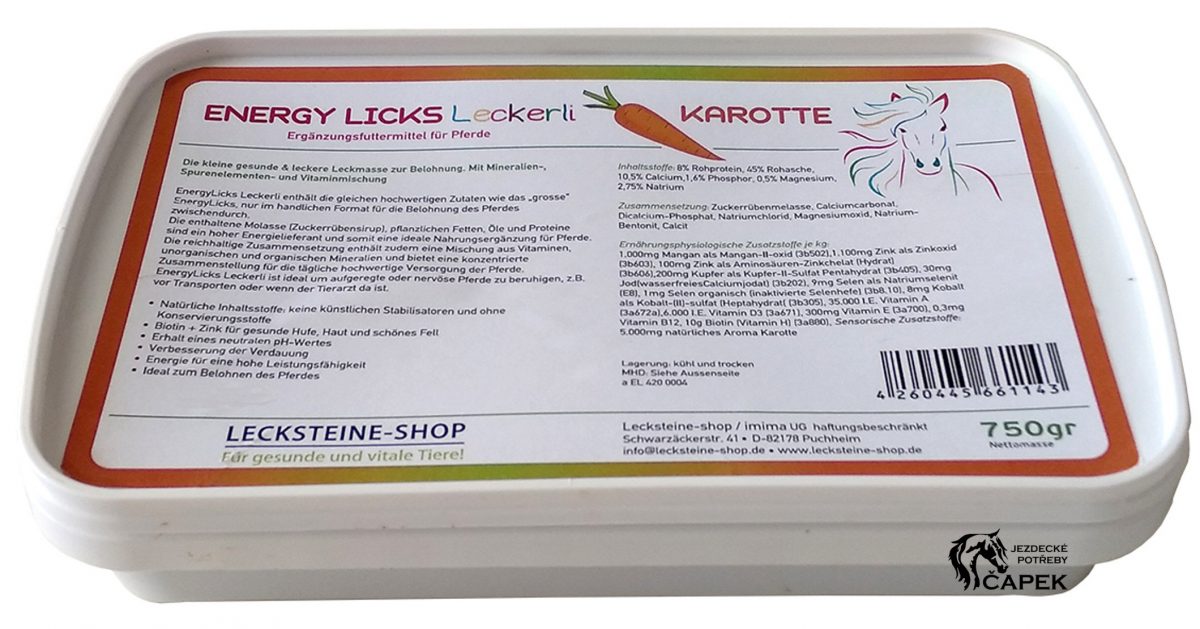 ENERGY LICKS Leckerli KAROTTE
Ergänzungsfuttermittel für Pferde
Die kleine gesunde & leckere Leckmasse zur Belohnung. Mit Mineralien-,
Spurenelementen- und Vitaminmischung
EnergyLicks Leckerli enthält die gleichen hochwertigen Zutaten wie das „grosse"
EnergyLicks, nur im handlichen Format für die Belohnung des Pferdes
zwischendurch.
Die enthaltene Molasse (Zuckerrübensirup), pflanzlichen Fetten, Öle und Proteine
sind ein hoher Energielieferant und somit eine ideale Nahrungsergänzung für Pferde.
Die reichhaltige Zusammensetzung enthält zudem eine Mischung aus Vitaminen,
unorganischen und organischen Mineralien und bietet eine konzentrierte
Zusammenstellung für die tägliche hochwertige Versorgung der Pferde.
EnergyLicks Leckerli ist ideal um aufgeregte oder nervöse Pferde zu beruhigen, z.B.
vor Transporten oder wenn der Tierarzt da ist.
• Natürliche Inhaltsstoffe: keine künstlichen Stabilisatoren und ohne
Konservierungsstoffe
• Biotin + Zink für gesunde Hufe, Haut und schönes Fell
• Erhalt eines neutralen pH-Wertes
• Verbesserung der Verdauung
• Energie für eine hohe Leistungsfähigkeit
• Ideal zum Belohnen des Pferdes
Inhaltsstoffe: 8% Rohprotein, 45% Rohasche,
10,5% Calcium,1,6% Phosphor, 0,5% Magnesium,
2,75% Natrium
Zusammensetzung: Zuckerrübenmelasse, Calciumcarbonat,
Dicalcium-Phosphat, Natriumchlorid, Magnesiumoxid, Natrium-
Bentonit, Calcit
Ernährungsphysiologische Zusatzstoffe je kg:
1,000mg Mangan als Mangan-II-oxid (3b502),1,100mg Zink als Zinkoxid
(3b603), 100mg Zink als Aminosäuren-Zinkchelat (Hydrat)
(3b606),200mg Kupfer als Kupfer-II-Sulfat Pentahydrat (3b405), 30mg
Jod(wasserfreiesCalciumjodat) (3b202), 9mg Selen als Natriumselenit
(E8), 1mg Selen organisch (inaktivierte Selenhefe) (3b8.10), 8mg Kobalt
als Kobalt-(II)-sulfat (Heptahydrat) (3b305), 35.000 I.E. Vitamin A
(3a672a),6.000 I.E. Vitamin D3 (3a671), 300mg Vitamin E (3a700), 0,3mg
Vitamin B12, 10g Biotin (Vitamin H) (3a880), Sensorische Zusatzstoffe:
5.000mg natürliches Aroma Karotte
Lagerung: kühl und trocken
MHD: Siehe Aussenseite
a EL 420 0004
4 260445 661143
LECKSTEINE-SHOP
Für gesunde und vitale Tiere!
Lecksteine-shop / imima UG haftungsbeschränkt
Schwarzäckerstr. 41 • D-82178 Puchheim
info@lecksteine-shop.de • www.lecksteine-shop.de
750gr
Nettomasse
JEZDECKÉ
POTŘEBY
ČAPEK